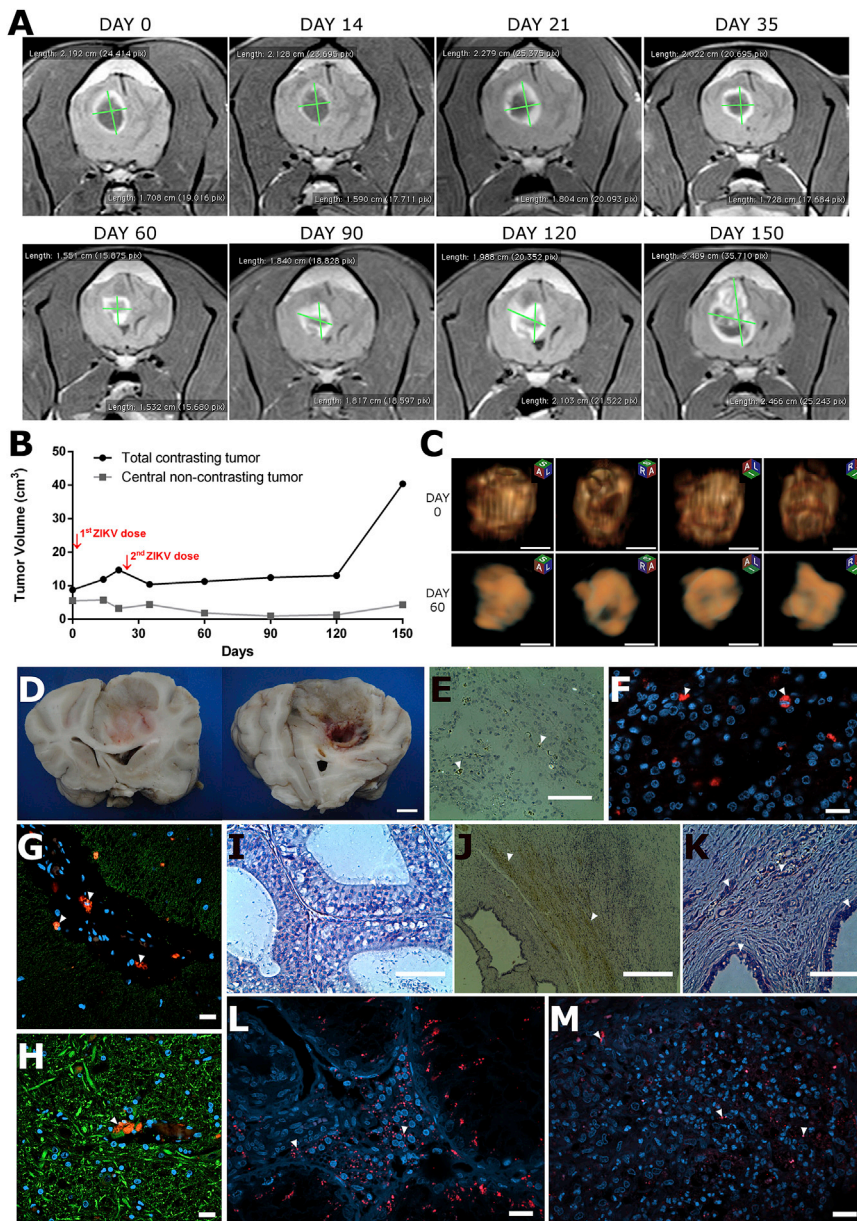 A
DAY 0
DAY 14
DAY 21
DAY 35
Length: 2.192 cm (24.414 pix)
Length: 2.128 cm (23.695 pix)
Length: 2.279 cm (25.375 pix)
Length: 2.022 cm (20.695 pix)
Length: 1.708 cm (19.016 pix)
Length: 1.590 cm (17.711 pix)
Length: 1.804 cm (20.093 pix)
Length: 1.728 cm (17.684 pix)
DAY 60
DAY 90
DAY 120
DAY 150
Length: 1.551 cm (15.875 pix)
Length: 1.840 cm (18.828 pix)
Length: 1.988 cm (20.352 pix)
Length: 3.489 cm (35.710 pix)
Length: 1.532 cm (15.680 pix)
Length: 1.817 cm (18.597 pix)
Length: 2.103 cm (21.522 pix)
Length: 2.466 cm (25.243 pix)
B
Tumor Volume (cm³)
50
40
30
20
10
0
Total contrasting tumor
Central non-contrasting tumor
1st ZIKV dose
2nd ZIKV dose
0
30
60
90
120
150
Days
C
DAY
0
DAY
60
D
E
F
G
H
I
J
K
L
M